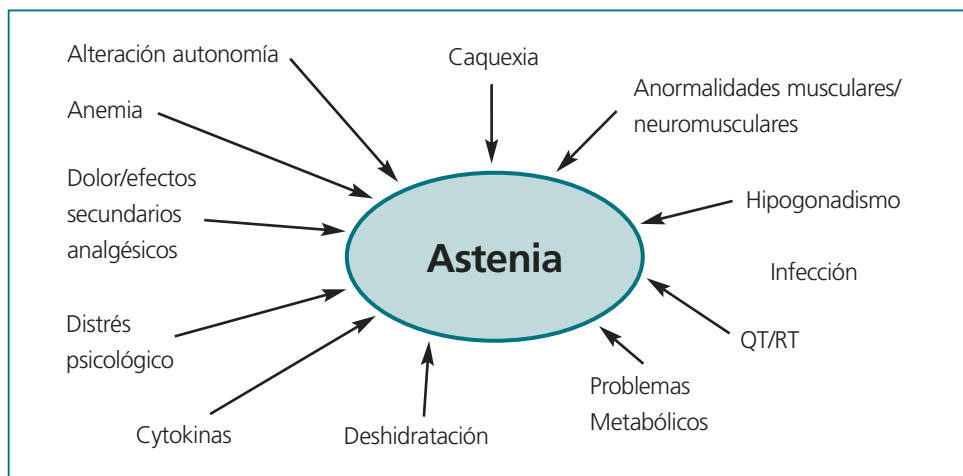 Alteración autonomía
Caquexia
Anormalidades musculares/
neuromusculares
Anemia
Dolor/efectos
secundarios
analgésicos
Hipogonadismo
Astenia
Infección
Distrés
psicológico
QT/RT
Problemas
Metabólicos
Cytokinas
Deshidratación